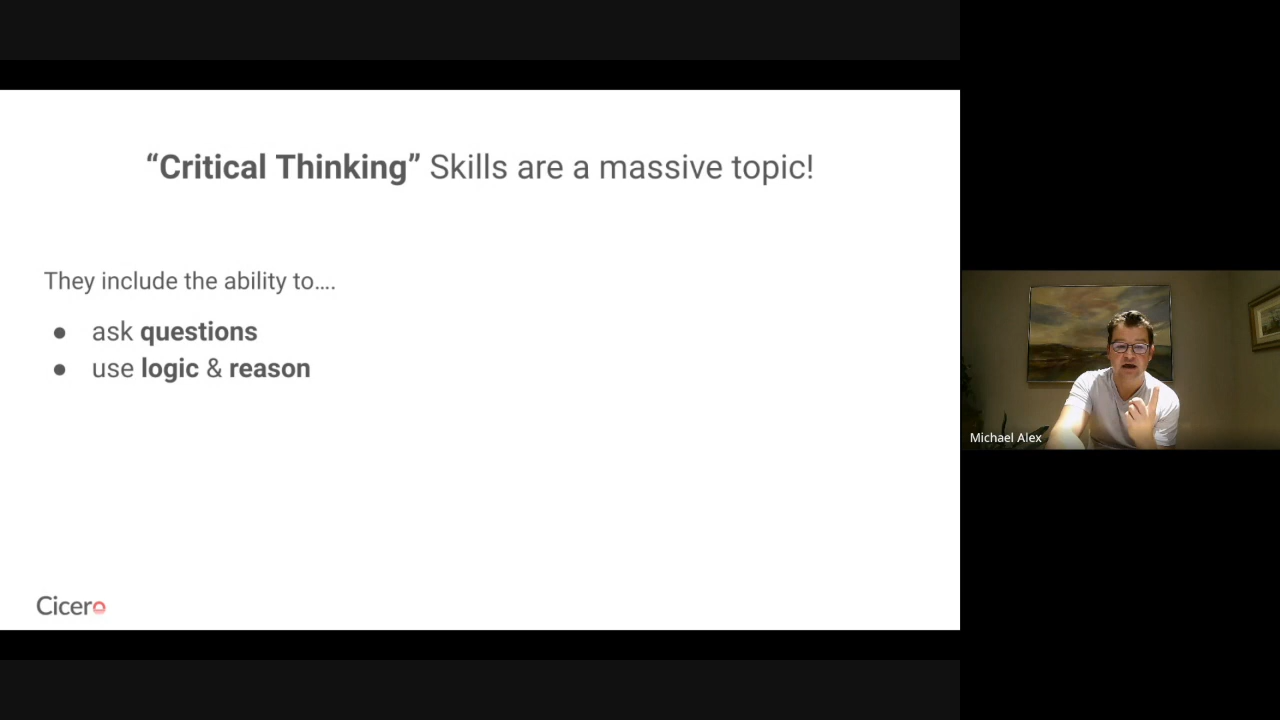 “Critical Thinking” Skills are a massive topic!
They include the ability to....
● ask questions
● use logic & reason
Cicero
Michael Alex